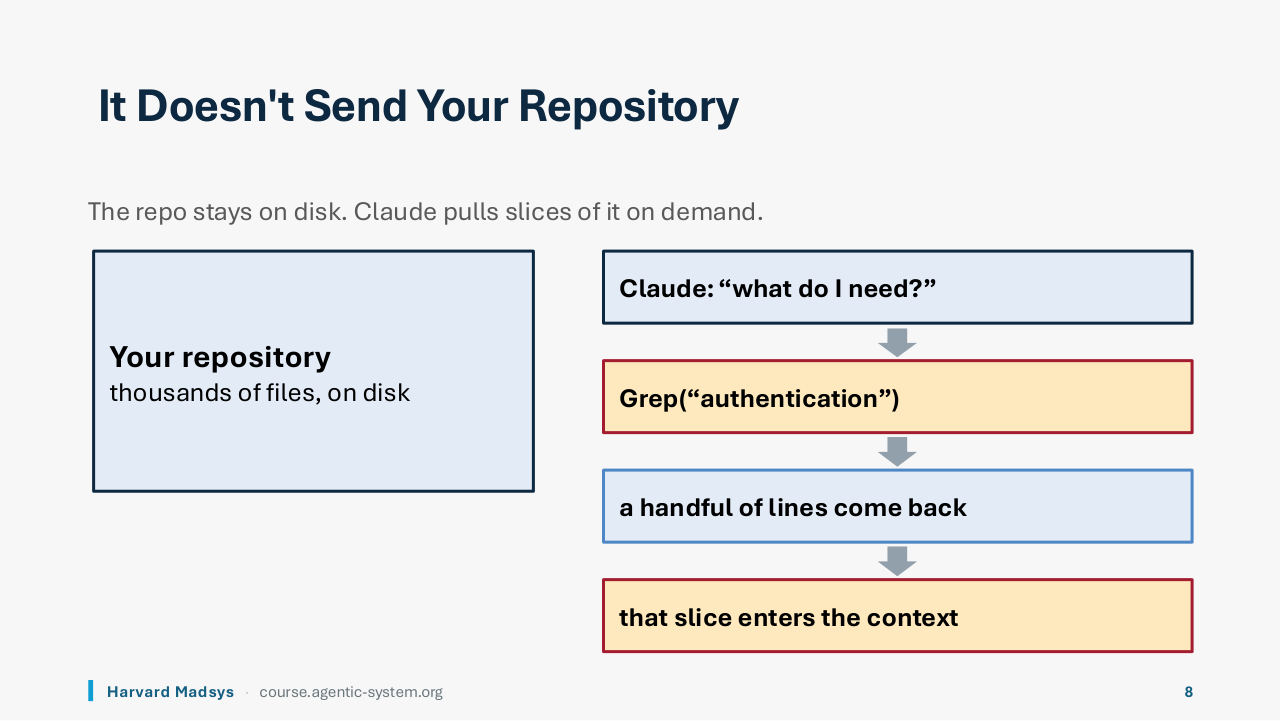 It Doesn't Send Your Repository
The repo stays on disk. Claude pulls slices of it on demand.
Your repository
thousands of files, on disk
Claude: “what do I need?”
Grep(“authentication”)
a handful of lines come back
that slice enters the context
Harvard Madsys · course.agentic-system.org
8